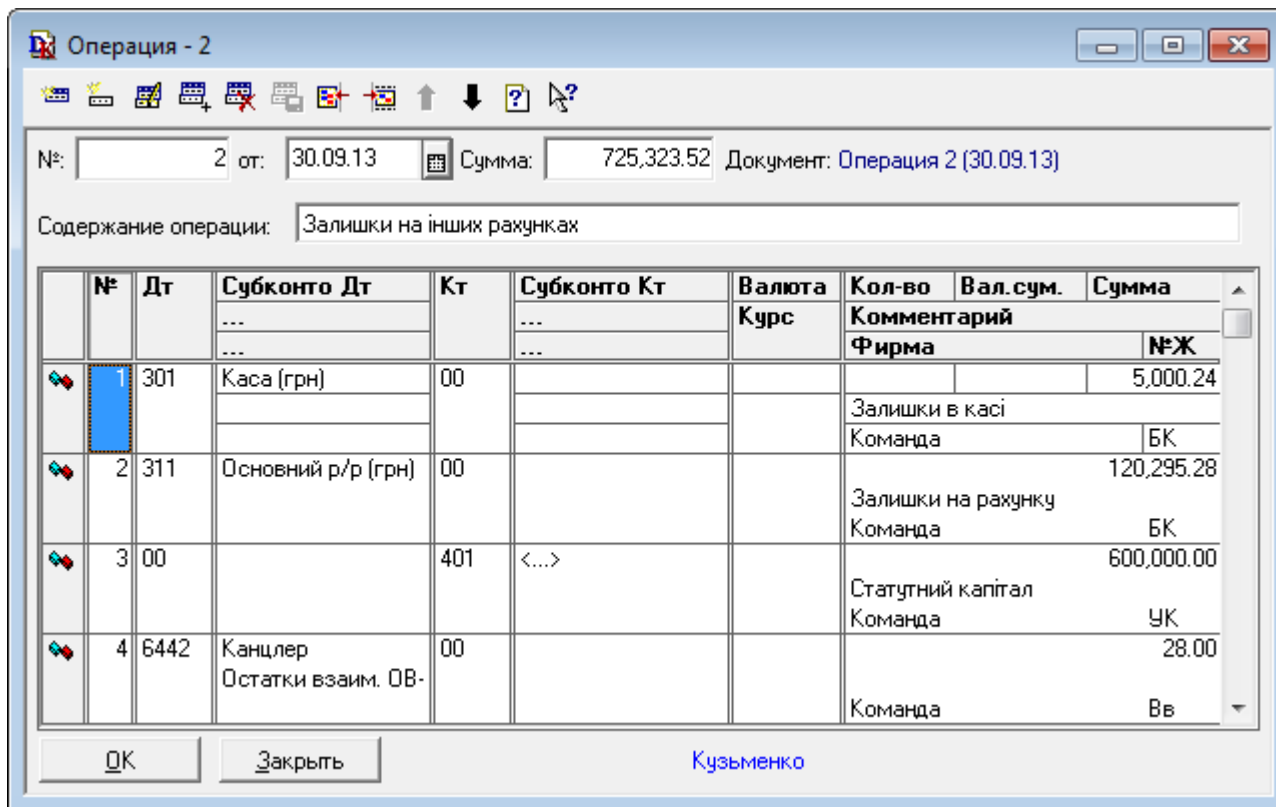 Операция - 2
№: 2 от: 30.09.13 Сумма: 725,323.52 Документ: Операция 2 (30.09.13)
Содержание операции: Залишки на інших рахунках
№ Дт Субконто Дт Кт Субконто Кт Валюта Кол-во Вал.сум. Сумма
... ... Курс Комментарий
... ... Фирма №Ж
1 301 Каса (грн) 00 5,000.24
Залишки в касі
Команда БК
2 311 Основний р/р (грн) 00 120,295.28
Залишки на рахунку
Команда БК
3 00 401 <...> 600,000.00
Статутний капітал
Команда УК
4 6442 Канцлер 00 28.00
Остатки взаим. ОВ-
Команда Вв
OK Закрыть Кузьменко